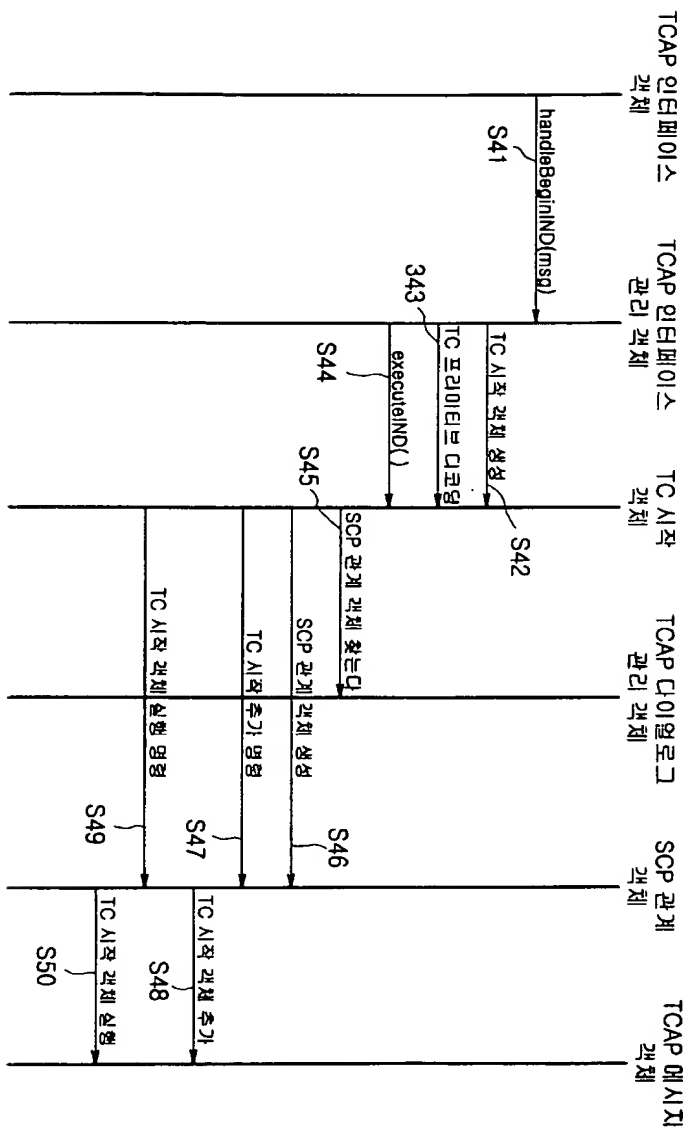 TCAP 인터페이스
객체
TCAP 인터페이스
관리 객체
TC 시작
객체
TCAP 다이얼로그
관리 객체
SCP 관계
객체
TCAP 메시지
객체
handleBeginIND(msg)
S41
TC 시작 객체 생성
S42
TC 프리미티브 디코딩
343
executeIND()
S44
SCP 관계 객체 찾는다
S45
SCP 관계 객체 생성
S46
TC 시작 추가 명령
S47
TC 시작 객체 추가
S48
TC 시작 객체 실행 명령
S49
TC 시작 객체 실행
S50